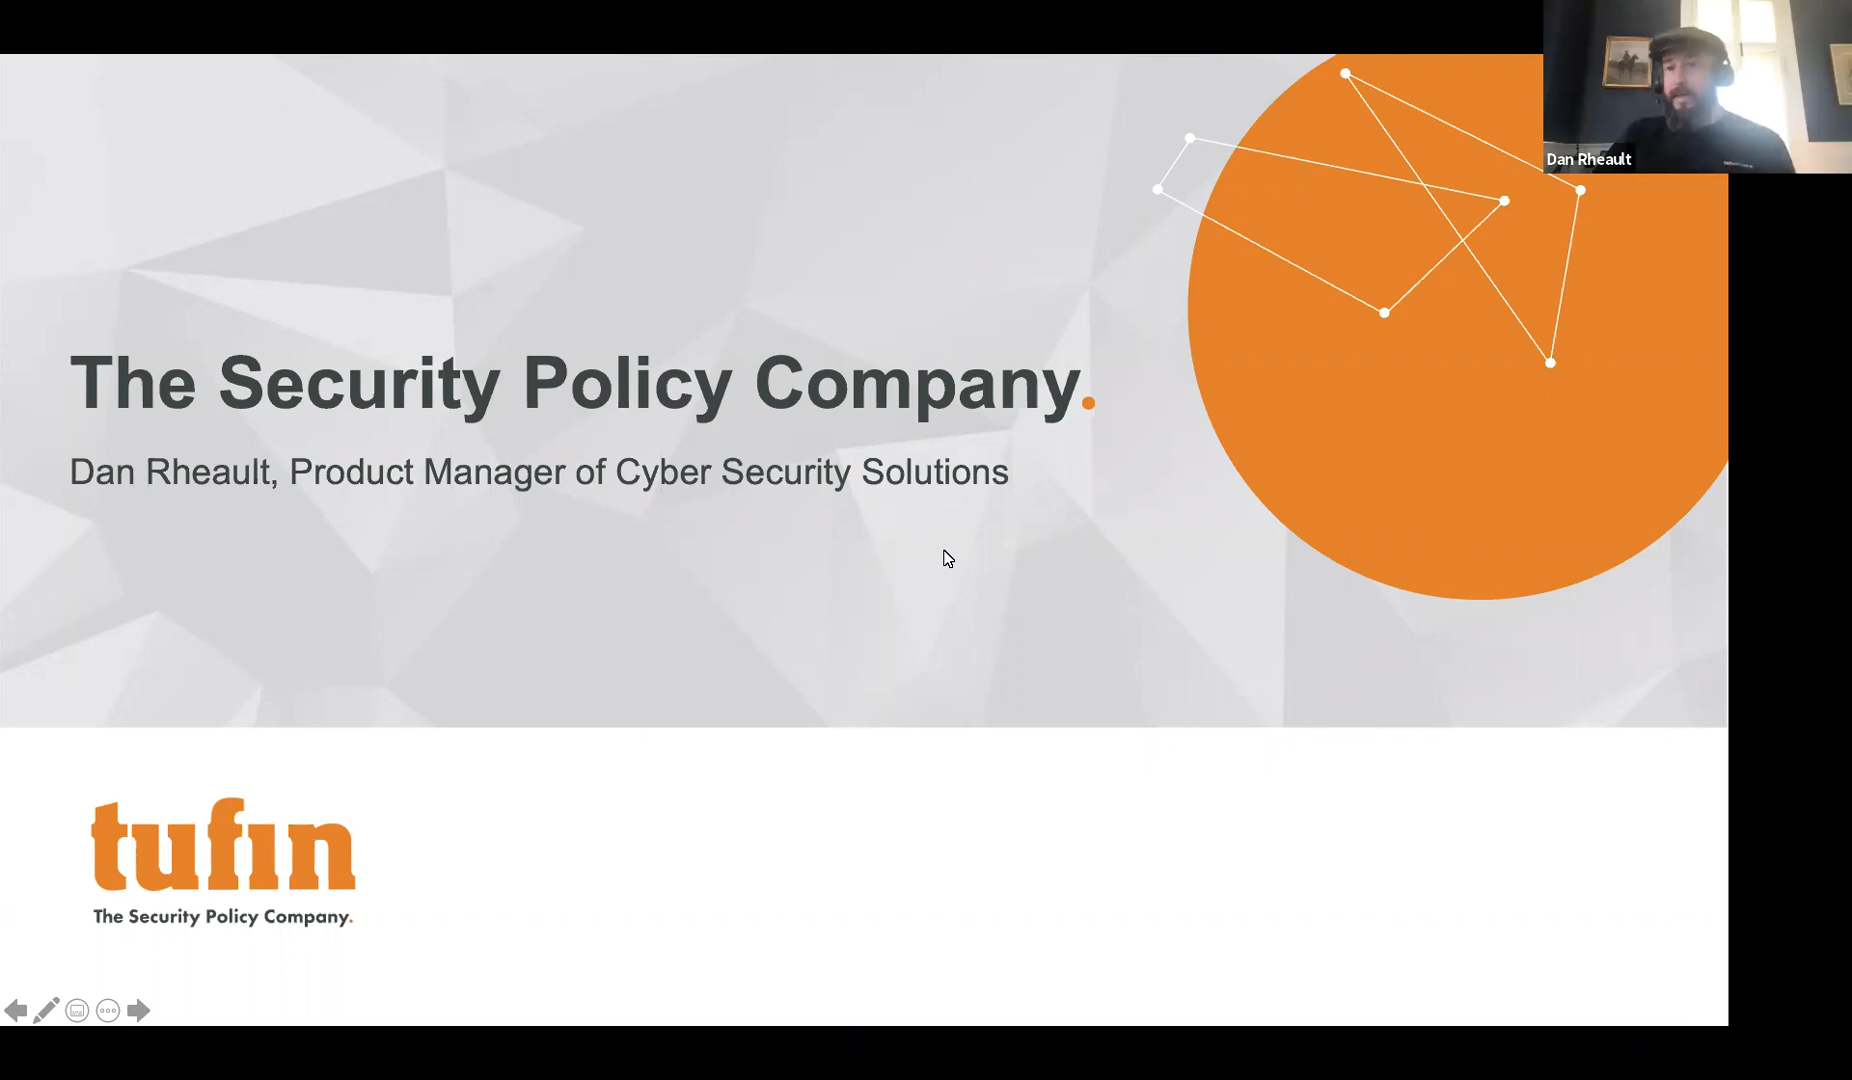 Dan Rheault
The Security Policy Company.
Dan Rheault, Product Manager of Cyber Security Solutions
tufin
The Security Policy Company.